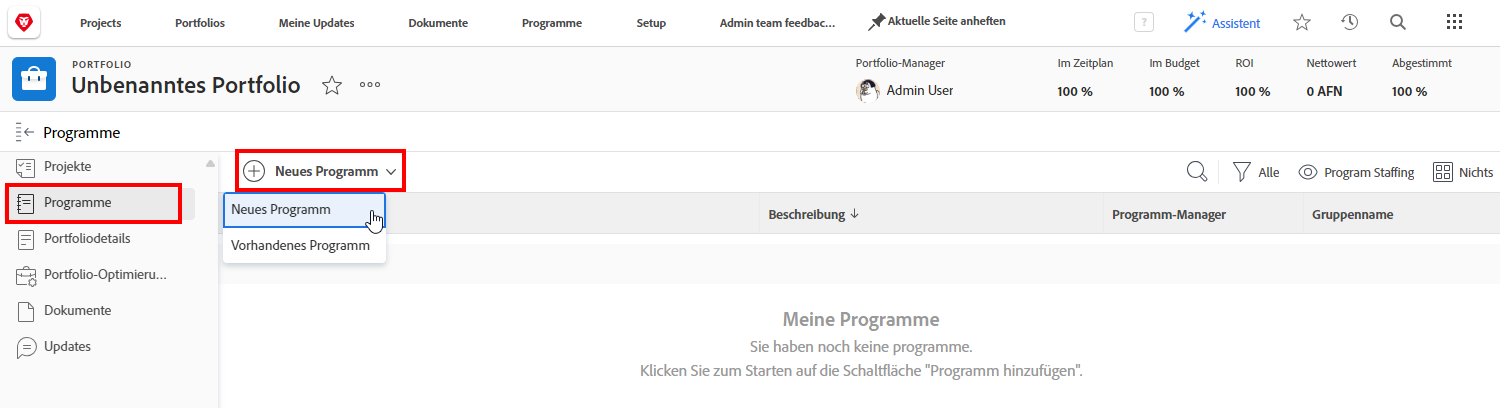 Projects Portfolios Meine Updates Dokumente Programme Setup Admin team feedbac... Aktuelle Seite anheften ? Assistent
PORTFOLIO
Unbenanntes Portfolio
Portfolio-Manager Im Zeitplan Im Budget ROI Nettowert Abgestimmt
Admin User 100 % 100 % 100 % 0 AFN 100 %
Programme
Projekte
Programme
Portfoliodetails
Portfolio-Optimieru...
Dokumente
Updates
Neues Programm Alle Program Staffing Nichts
Neues Programm
Vorhandenes Programm
Beschreibung Programm-Manager Gruppenname
Meine Programme
Sie haben noch keine programme.
Klicken Sie zum Starten auf die Schaltfläche "Programm hinzufügen".